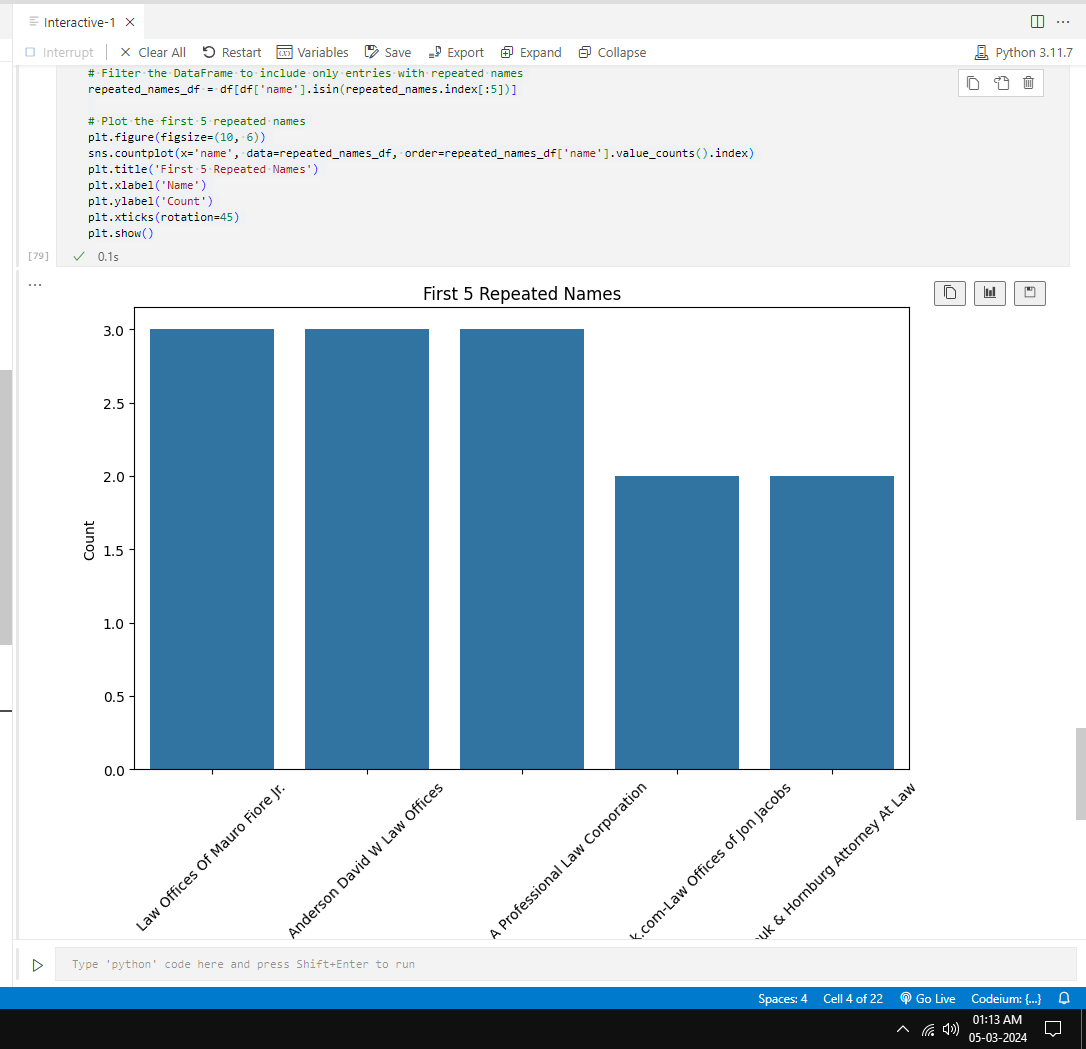 Interactive-1
Interrupt Clear All Restart Variables Save Export Expand Collapse Python 3.11.7
# Filter the DataFrame to include only entries with repeated names
repeated_names_df = df[df['name'].isin(repeated_names.index[:5])]
# Plot the first 5 repeated names
plt.figure(figsize=(10, 6))
sns.countplot(x='name', data=repeated_names_df, order=repeated_names_df['name'].value_counts().index)
plt.title('First 5 Repeated Names')
plt.xlabel('Name')
plt.ylabel('Count')
plt.xticks(rotation=45)
plt.show()
[79] 0.1s
...
First 5 Repeated Names
3.0
2.5
2.0
1.5
1.0
0.5
0.0
Count
Law Offices Of Mauro Fiore Jr.
Anderson David W Law Offices
A Professional Law Corporation
k.com-Law Offices of Jon Jacobs
uk & Hornburg Attorney At Law
Type 'python' code here and press Shift+Enter to run
Spaces: 4 Cell 4 of 22 Go Live Codeium: {...}
01:13 AM
05-03-2024